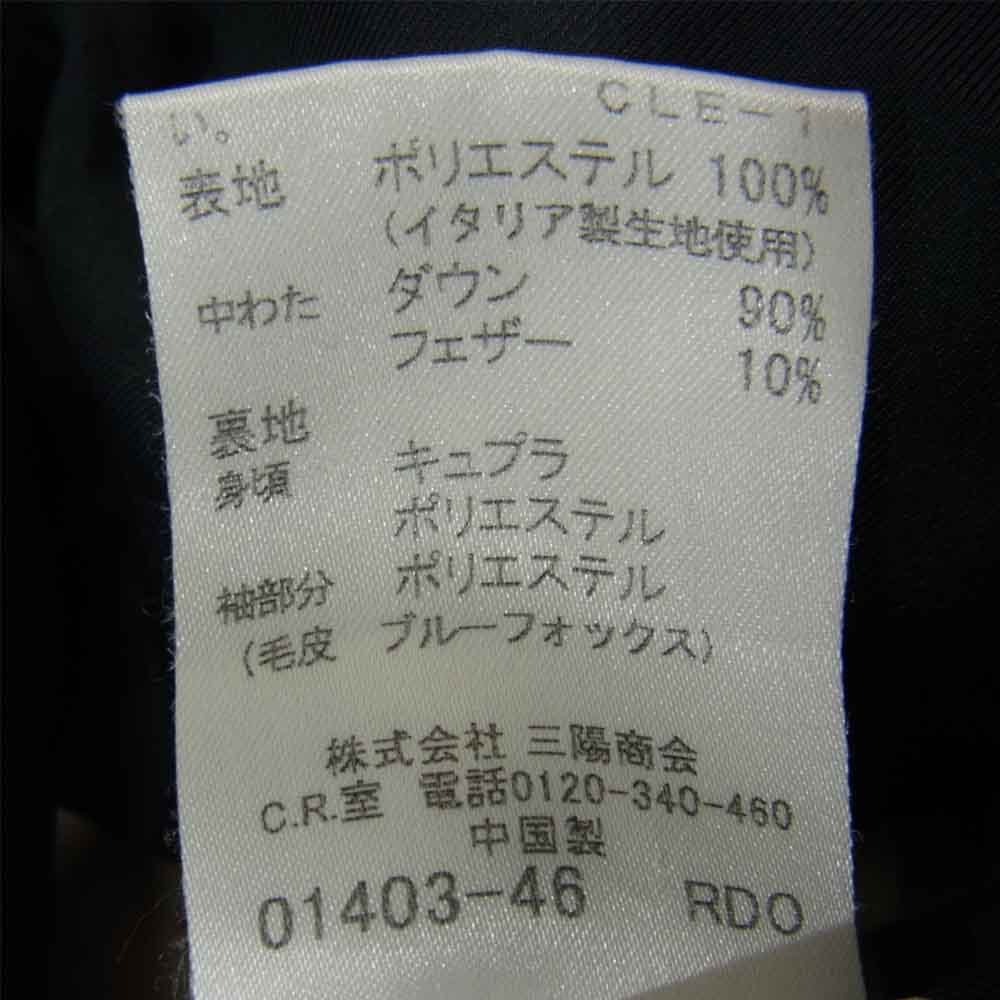 CLE-1
い。
表地 ポリエステル 100%
(イタリア製生地使用)
中わた ダウン 90%
フェザー 10%
裏地
身頃 キュプラ
ポリエステル
袖部分 ポリエステル
(毛皮 ブルーフォックス)
株式会社 三陽商会
C.R.室 電話0120-340-460
中国製
01403-46 RDO